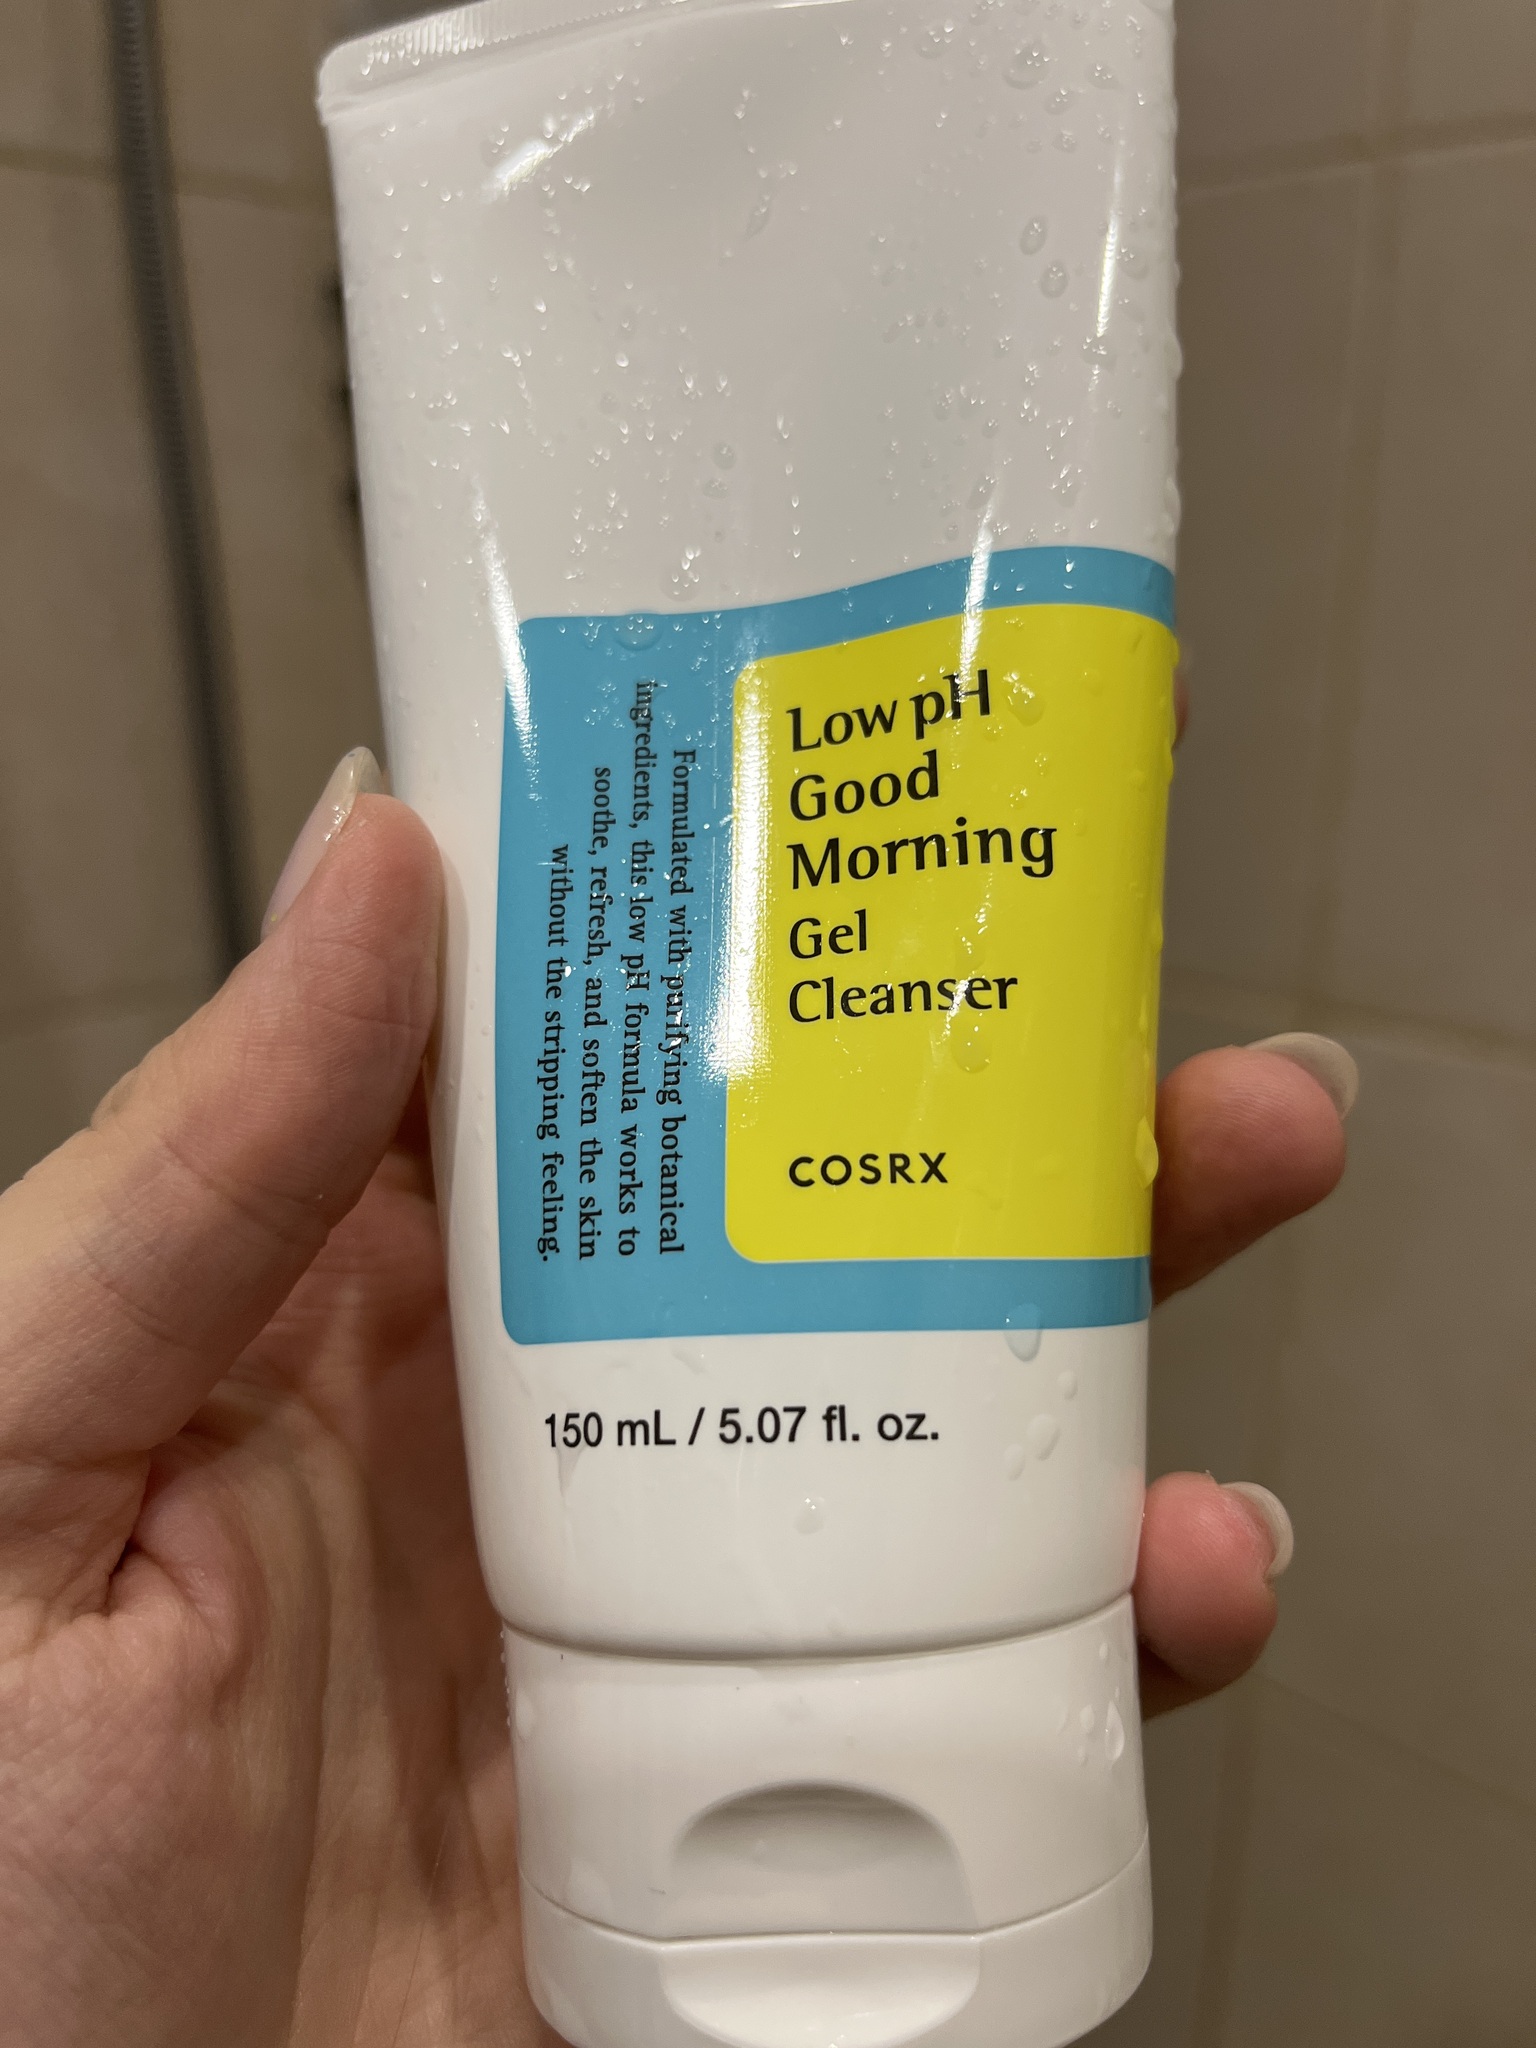 Low pH
Good
Morning
Gel
Cleanser
COSRX
Formulated with purifying botanical
ingredients, this low pH formula works to
soothe, refresh, and soften the skin
without the stripping feeling.
150 mL / 5.07 fl. oz.